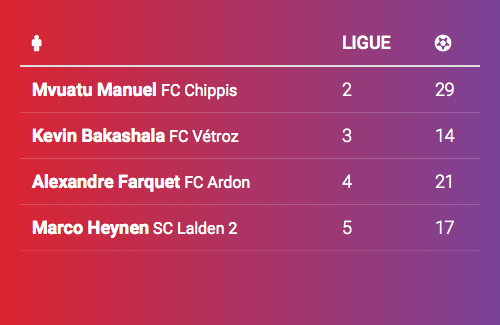 LIGUE
Mvuatu Manuel FC Chippis 2 29
Kevin Bakashala FC Vétroz 3 14
Alexandre Farquet FC Ardon 4 21
Marco Heynen SC Lalden 2 5 17